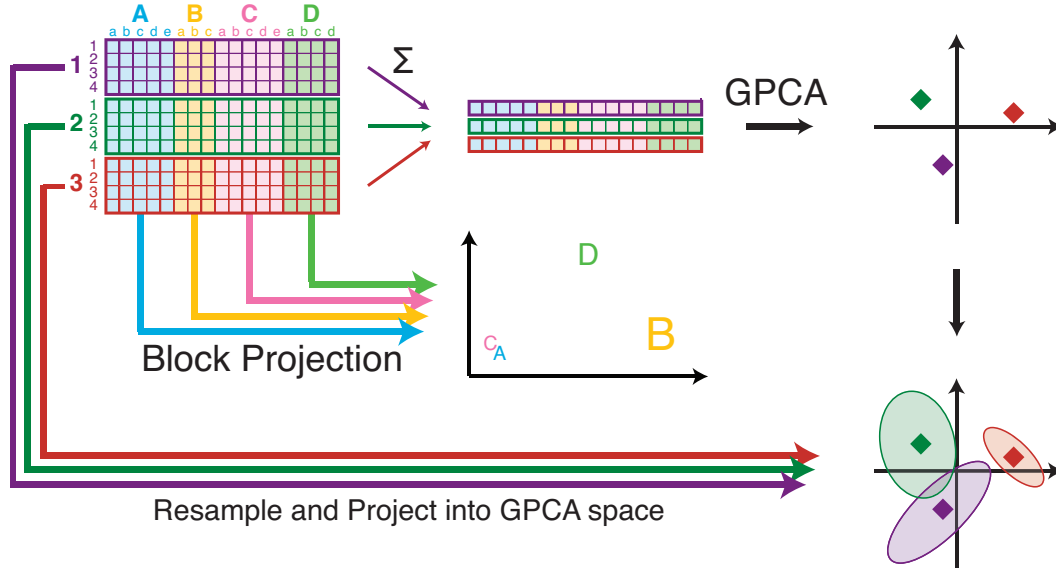 A B C D
a b c d e a b c a b c d e a b c d
1
1
2
3
4
2
1
2
3
4
3
1
2
3
4
Σ
GPCA
D
B
C
A
Block Projection
Resample and Project into GPCA space